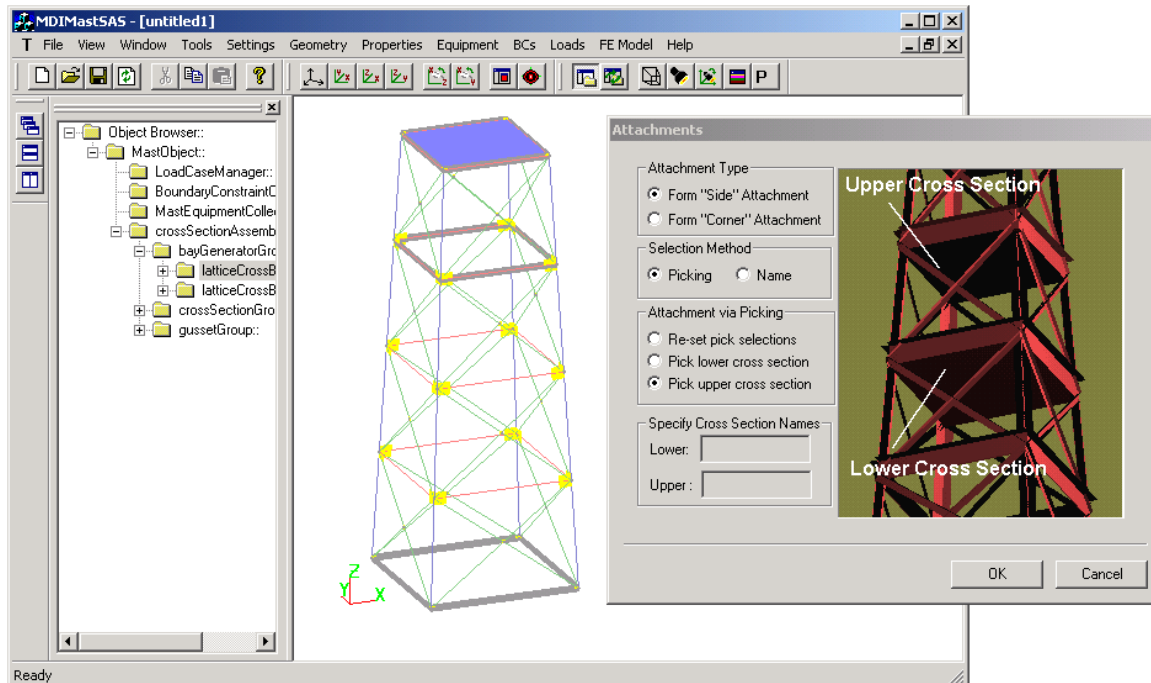 MDIMastSAS - [untitled1]
T File View Window Tools Settings Geometry Properties Equipment BCs Loads FE Model Help
P
Object Browser::
MastObject::
LoadCaseManager::
BoundaryConstraintC
MastEquipmentColle
crossSectionAssemb
bayGeneratorGrc
latticeCrossB
latticeCrossB
crossSectionGro
gussetGroup::
Z
Y
X
Attachments
Attachment Type
Form "Side" Attachment
Form "Corner" Attachment
Selection Method
Picking Name
Attachment via Picking
Re-set pick selections
Pick lower cross section
Pick upper cross section
Specify Cross Section Names
Lower:
Upper :
Upper Cross Section
Lower Cross Section
OK Cancel
Ready